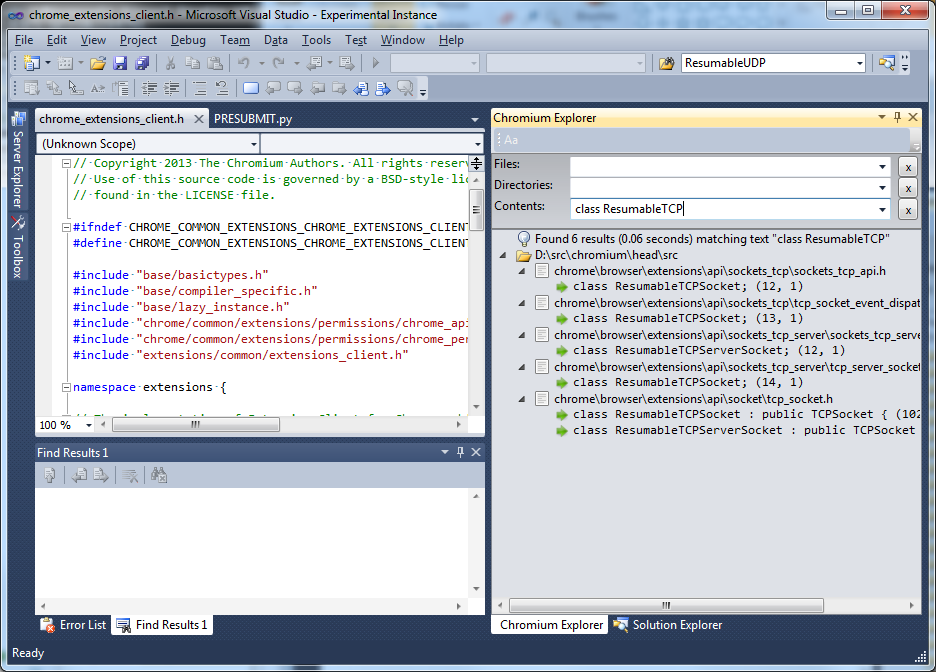 chrome_extensions_client.h - Microsoft Visual Studio - Experimental Instance
File Edit View Project Debug Team Data Tools Test Window Help
ResumableUDP
Server Explorer
Toolbox
chrome_extensions_client.h PRESUBMIT.py
(Unknown Scope)
// Copyright 2013 The Chromium Authors. All rights reser
// Use of this source code is governed by a BSD-style li
// found in the LICENSE file.
#ifndef CHROME_COMMON_EXTENSIONS_CHROME_EXTENSIONS_CLIENT
#define CHROME_COMMON_EXTENSIONS_CHROME_EXTENSIONS_CLIENT
#include "base/basictypes.h"
#include "base/compiler_specific.h"
#include "base/lazy_instance.h"
#include "chrome/common/extensions/permissions/chrome_api
#include "chrome/common/extensions/permissions/chrome_per
#include "extensions/common/extensions_client.h"
namespace extensions {
100 %
Find Results 1
Error List Find Results 1
Chromium Explorer
Aa
Files: x
Directories: x
Contents: class ResumableTCP x
Found 6 results (0.06 seconds) matching text "class ResumableTCP"
D:\src\chromium\head\src
chrome\browser\extensions\api\sockets_tcp\sockets_tcp_api.h
class ResumableTCPSocket; (12, 1)
chrome\browser\extensions\api\sockets_tcp\tcp_socket_event_dispat
class ResumableTCPSocket; (13, 1)
chrome\browser\extensions\api\sockets_tcp_server\sockets_tcp_serve
class ResumableTCPServerSocket; (12, 1)
chrome\browser\extensions\api\sockets_tcp_server\tcp_server_socket
class ResumableTCPServerSocket; (14, 1)
chrome\browser\extensions\api\socket\tcp_socket.h
class ResumableTCPSocket : public TCPSocket { (102
class ResumableTCPServerSocket : public TCPSocket
Chromium Explorer Solution Explorer
Ready